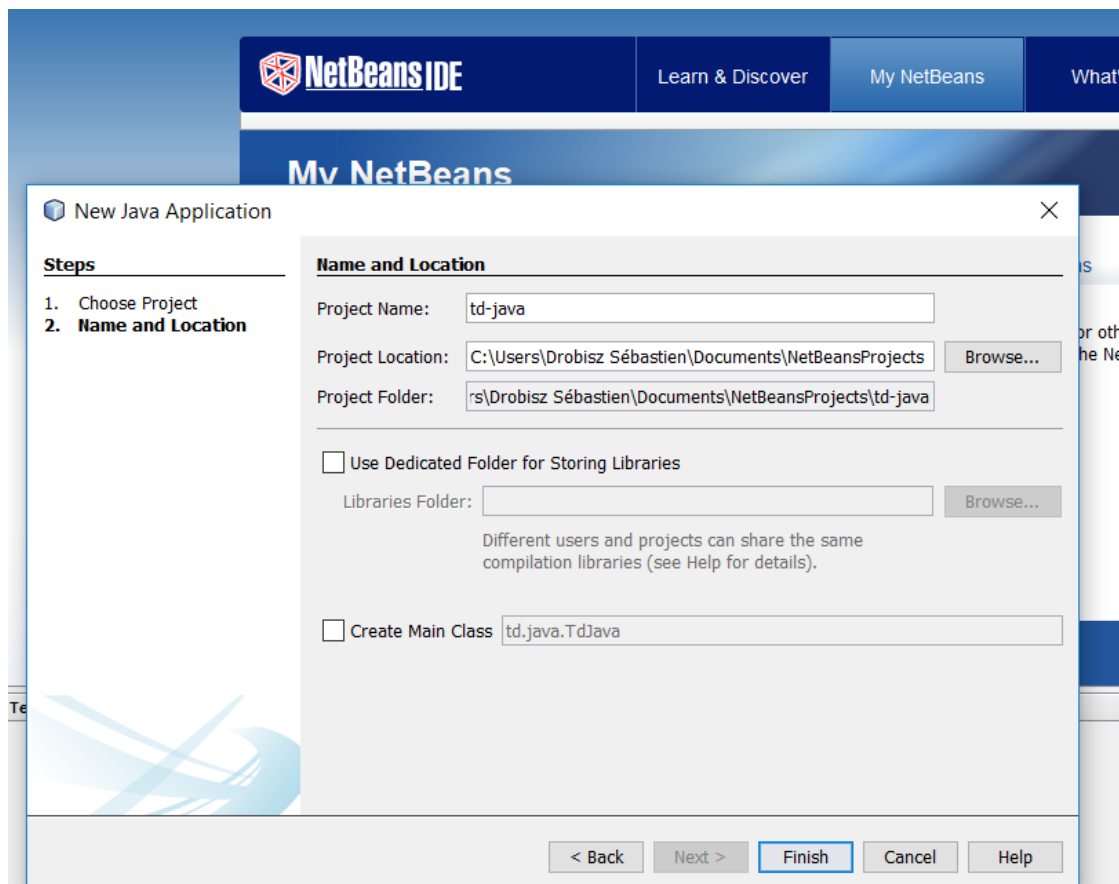 NetBeans IDE
Learn & Discover
My NetBeans
What'
My NetBeans
New Java Application
Steps
1. Choose Project
2. Name and Location
Name and Location
Project Name: td-java
Project Location: C:\Users\Drobisz Sébastien\Documents\NetBeansProjects Browse...
Project Folder: rs\Drobisz Sébastien\Documents\NetBeansProjects\td-java
Use Dedicated Folder for Storing Libraries
Libraries Folder: Browse...
Different users and projects can share the same
compilation libraries (see Help for details).
Create Main Class td.java.TdJava
< Back Next > Finish Cancel Help